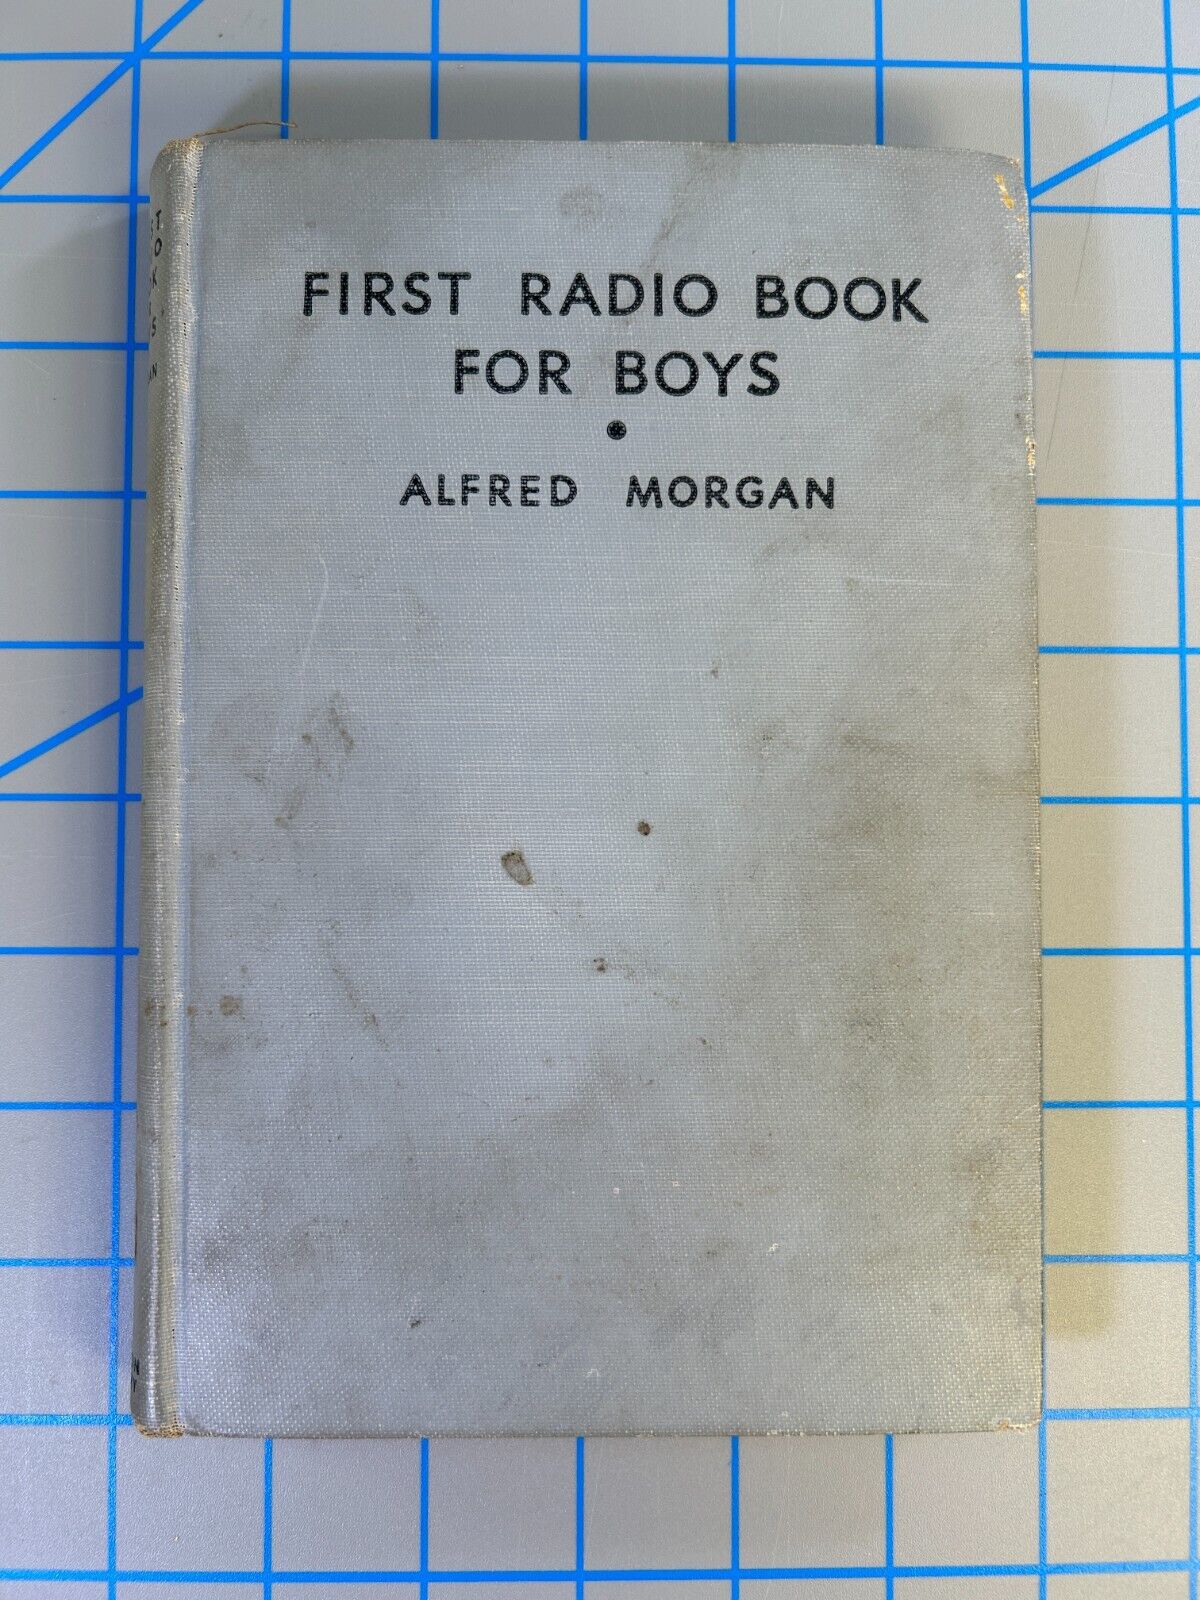 FIRST RADIO BOOK
FOR BOYS
ALFRED MORGAN